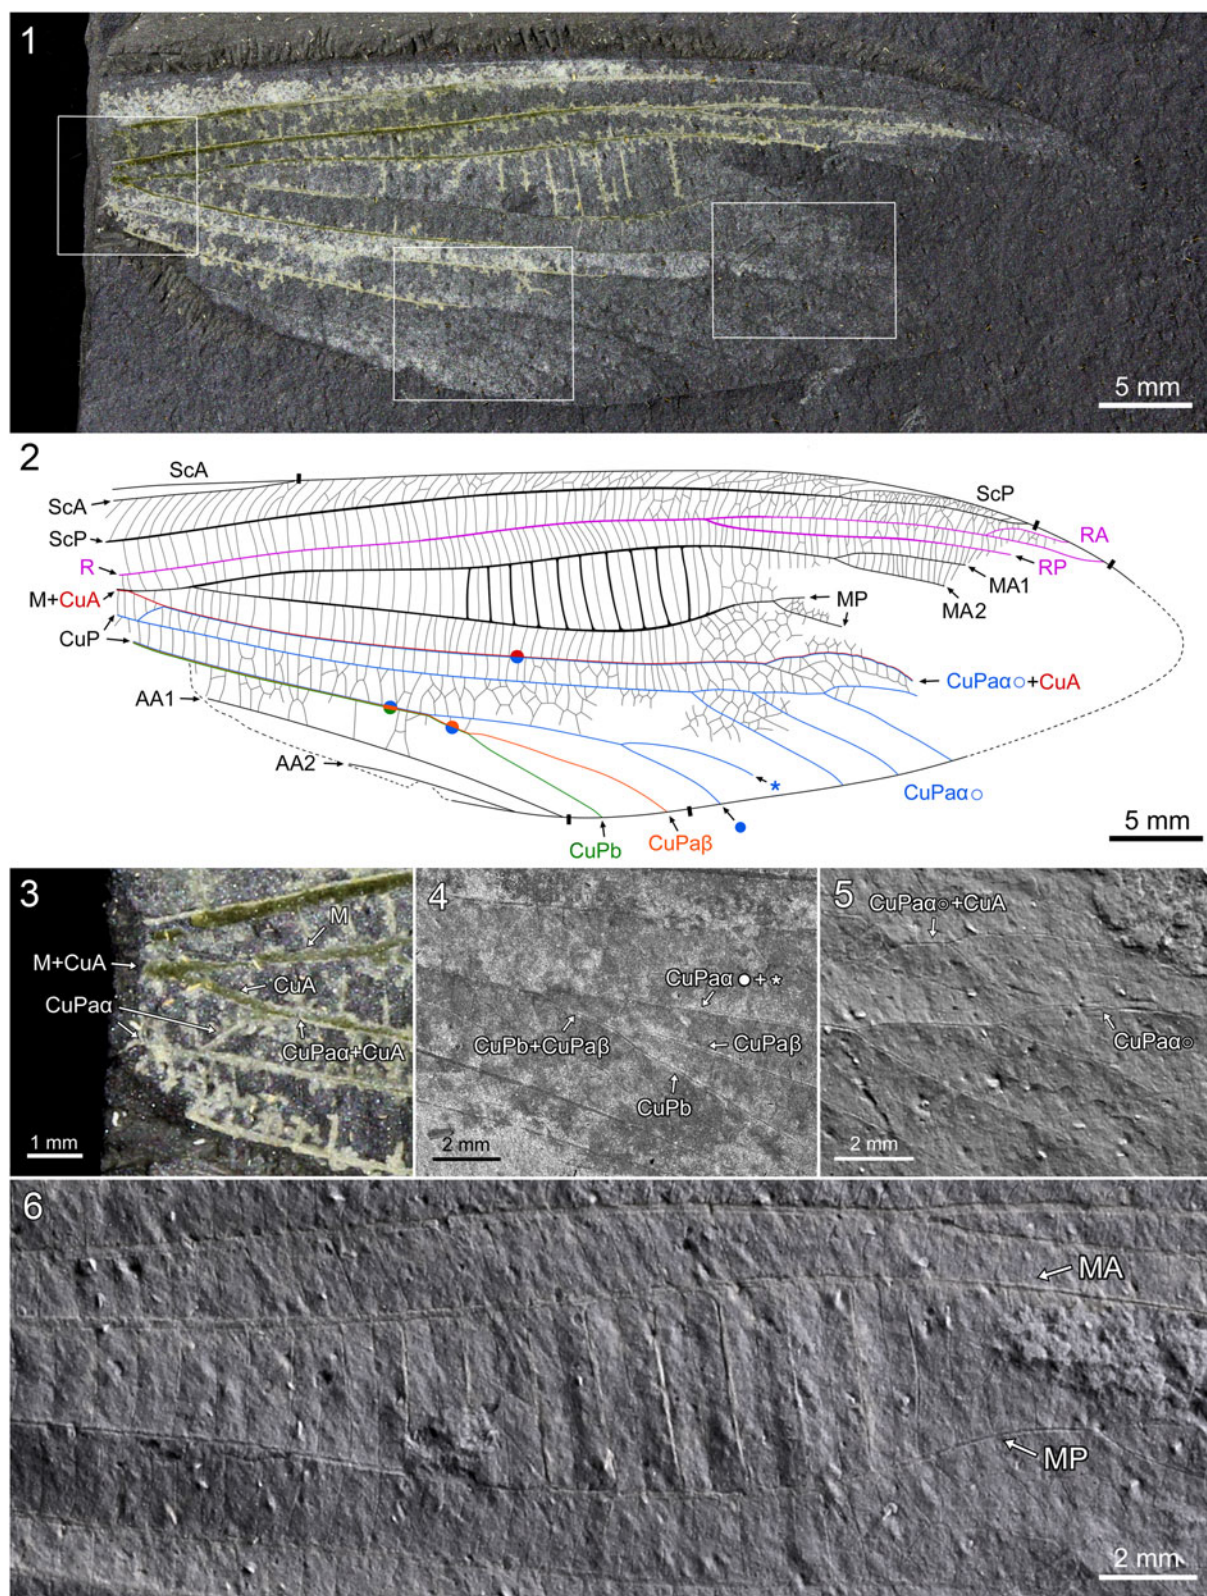 1
5 mm
2
ScA
ScA
ScP
ScP
R
RA
RP
M+CuA
MA1
MA2
MP
CuP
CuPaα○+CuA
AA1
AA2
*
CuPaα○
●
CuPaβ
CuPb
5 mm
3
M
M+CuA
CuA
CuPaα
CuPaα+CuA
1 mm
4
CuPaα●+*
CuPb+CuPaβ
CuPaβ
CuPb
2 mm
5
CuPaα○+CuA
CuPaα○
2 mm
6
MA
MP
2 mm